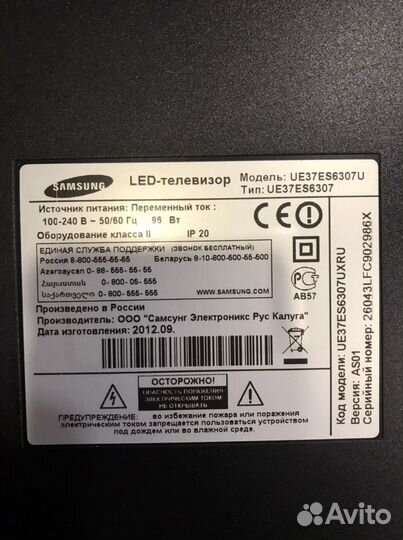 SAMSUNG
LED-телевизор
Модель: UE37ES6307U
Тип: UE37ES6307
Источник питания: Переменный ток :
100-240 В ~ 50/60 Гц 96 Вт
Оборудование класса II IP 20
ЕДИНАЯ СЛУЖБА ПОДДЕРЖКИ (ЗВОНОК БЕСПЛАТНЫЙ)
Россия 8-800-555-55-55 Беларусь 8-10-800-500-55-500
Azərbaycan 0- 88- 555- 55- 55
Հայաստան 0 - 800- 05- 555
საქართველო 0 - 800- 555- 555
WWW.SAMSUNG.COM
CE
АВ57
Произведено в России
Производитель: ООО "Самсунг Электроникс Рус Калуга"
Дата изготовления: 2012.09.
ОПАСНОСТЬ ПОРАЖЕНИЯ
ЭЛЕКТРИЧЕСКИМ ТОКОМ
НЕ ОТКРЫВАТЬ
ПРЕДУПРЕЖДЕНИЕ: во избежание пожара или поражения
электрическим током запрещается пользоваться устройством
под дождем или во влажной среде.
Код модели: UE37ES6307UXRU
Версия: AS01
Серийный номер: 26043LFC902986X
Avito